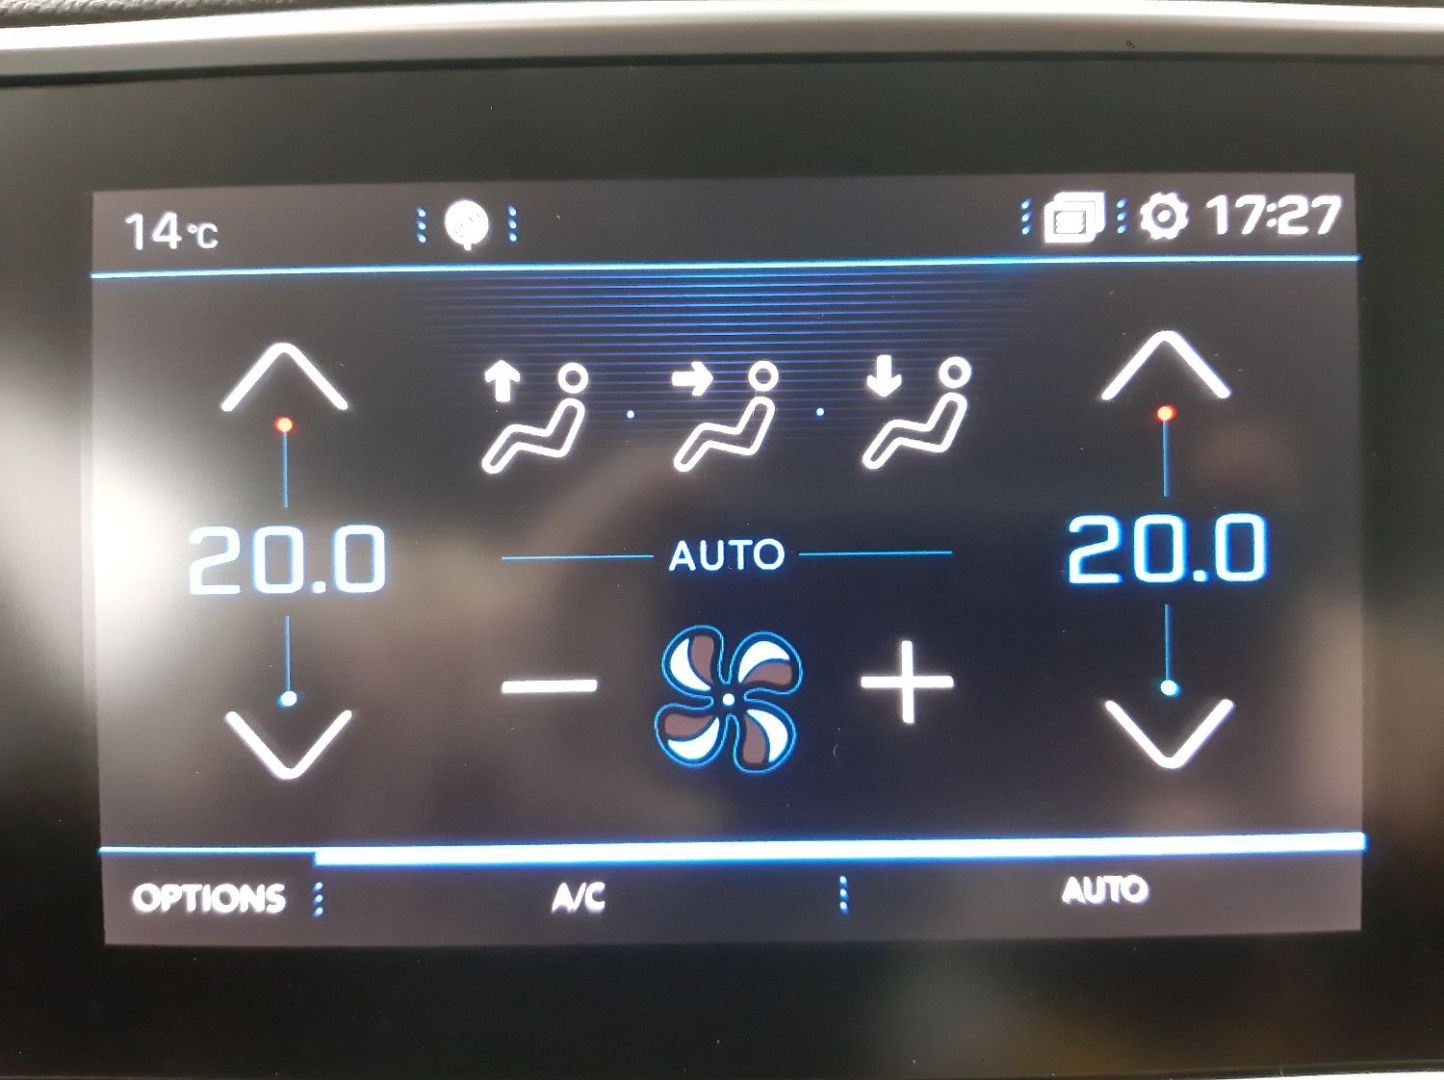 14°C 17:27
20.0 AUTO 20.0
OPTIONS A/C AUTO